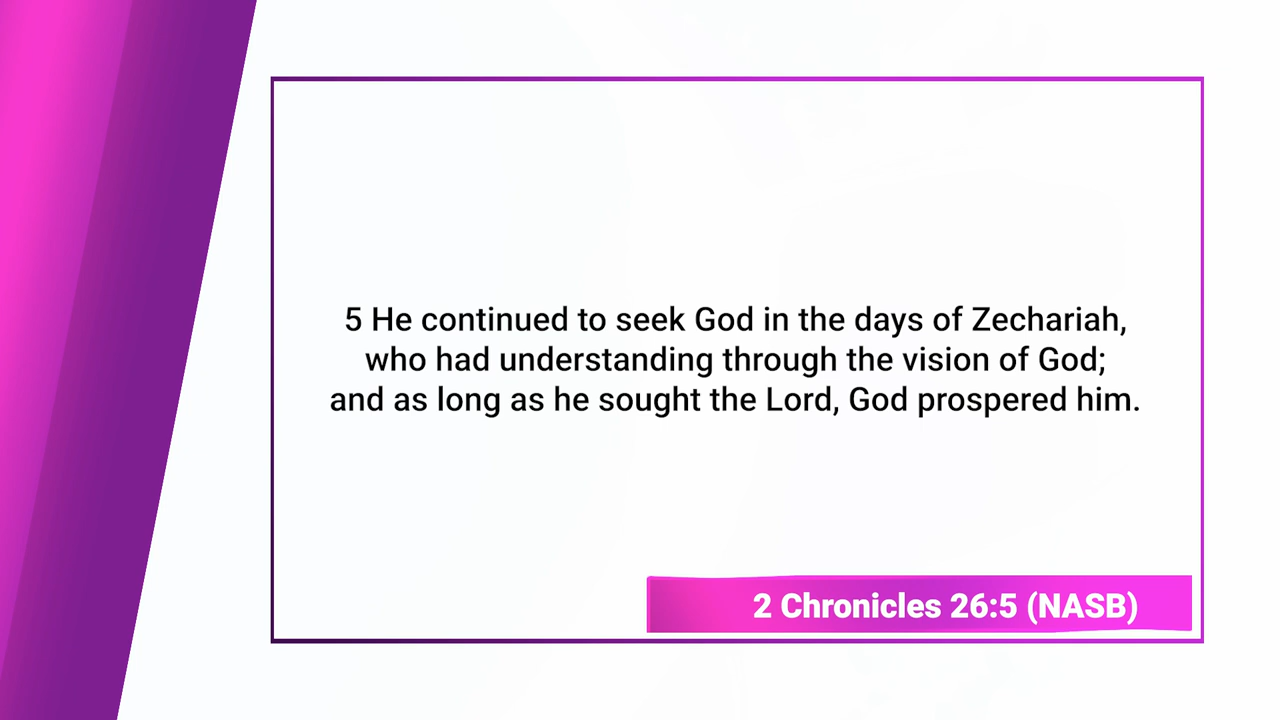 5 He continued to seek God in the days of Zechariah,
who had understanding through the vision of God;
and as long as he sought the Lord, God prospered him.
2 Chronicles 26:5 (NASB)